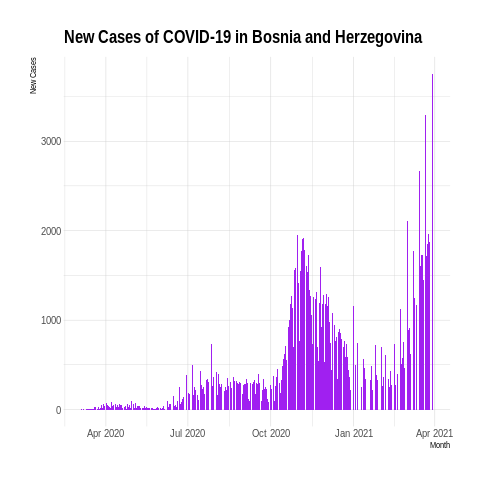 New Cases of COVID-19 in Bosnia and Herzegovina
New Cases
3000
2000
1000
0
Apr 2020
Jul 2020
Oct 2020
Jan 2021
Apr 2021
Month